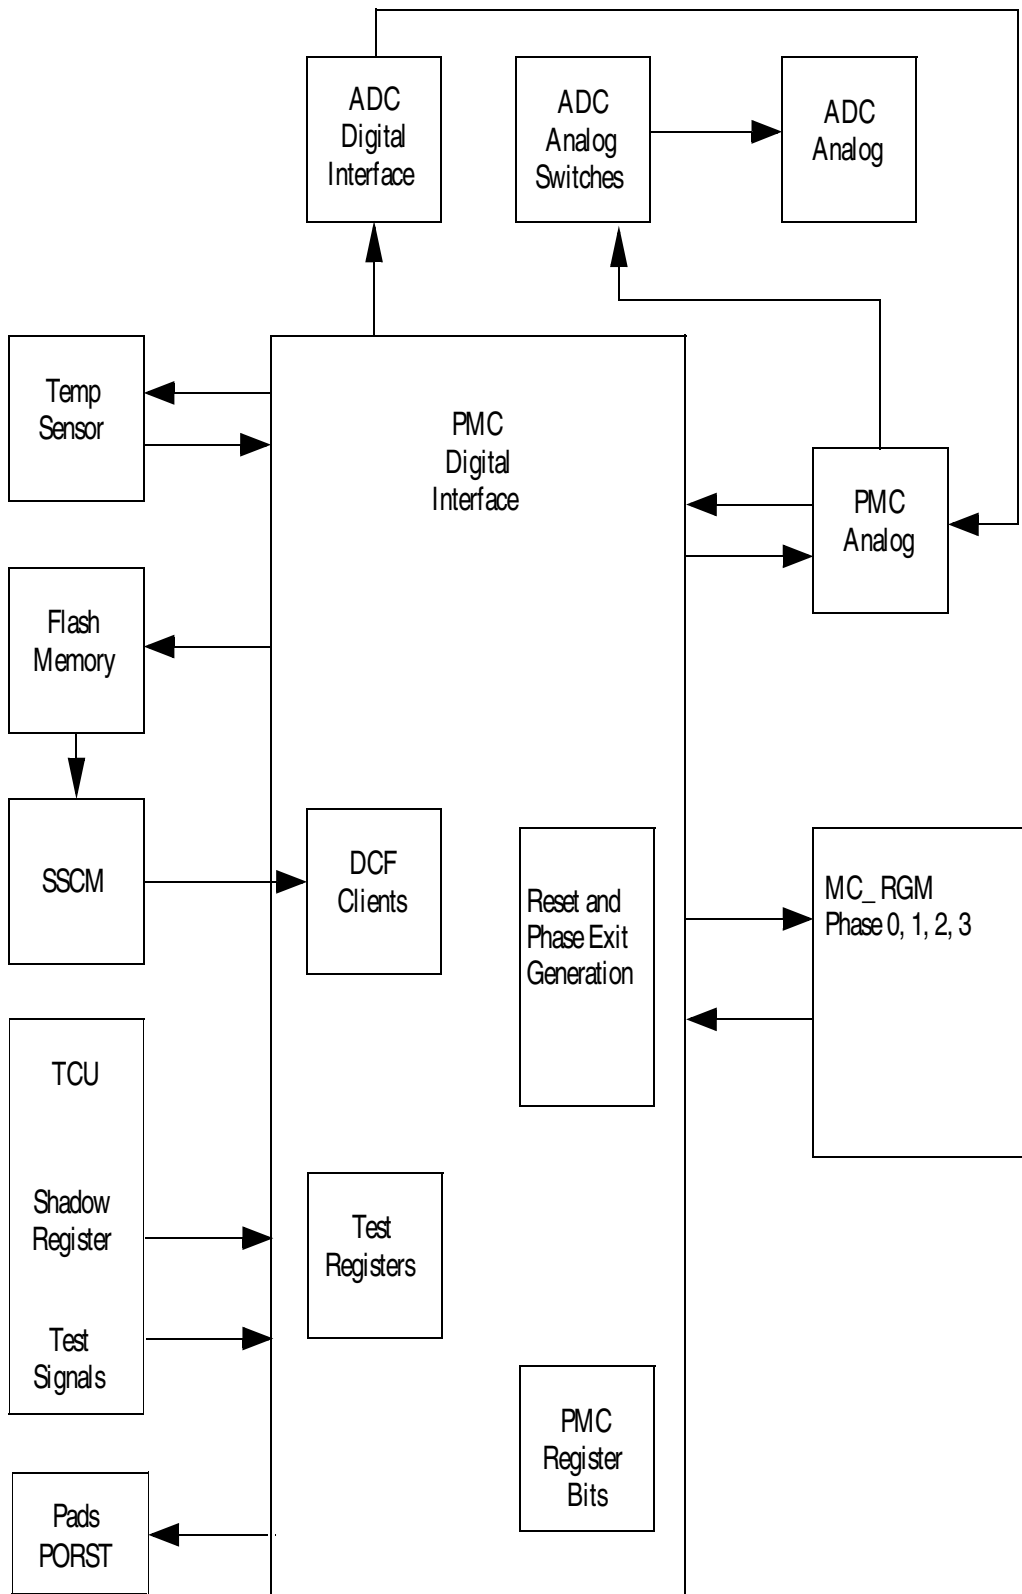 ADC
Digital
Interface
ADC
Analog
Switches
ADC
Analog
Temp
Sensor
PMC
Digital
Interface
PMC
Analog
Flash
Memory
SSCM
DCF
Clients
Reset and
Phase Exit
Generation
MC_RGM
Phase 0, 1, 2, 3
TCU
Shadow
Register
Test
Signals
Test
Registers
PMC
Register
Bits
Pads
PORST